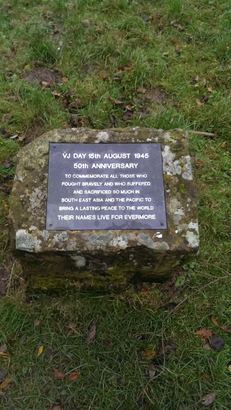 VJ DAY 15th AUGUST 1945
50th ANNIVERSARY
TO COMMEMORATE ALL THOSE WHO
FOUGHT BRAVELY AND WHO SUFFERED
AND SACRIFICED SO MUCH IN
SOUTH EAST ASIA AND THE PACIFIC TO
BRING A LASTING PEACE TO THE WORLD
THEIR NAMES LIVE FOR EVERMORE